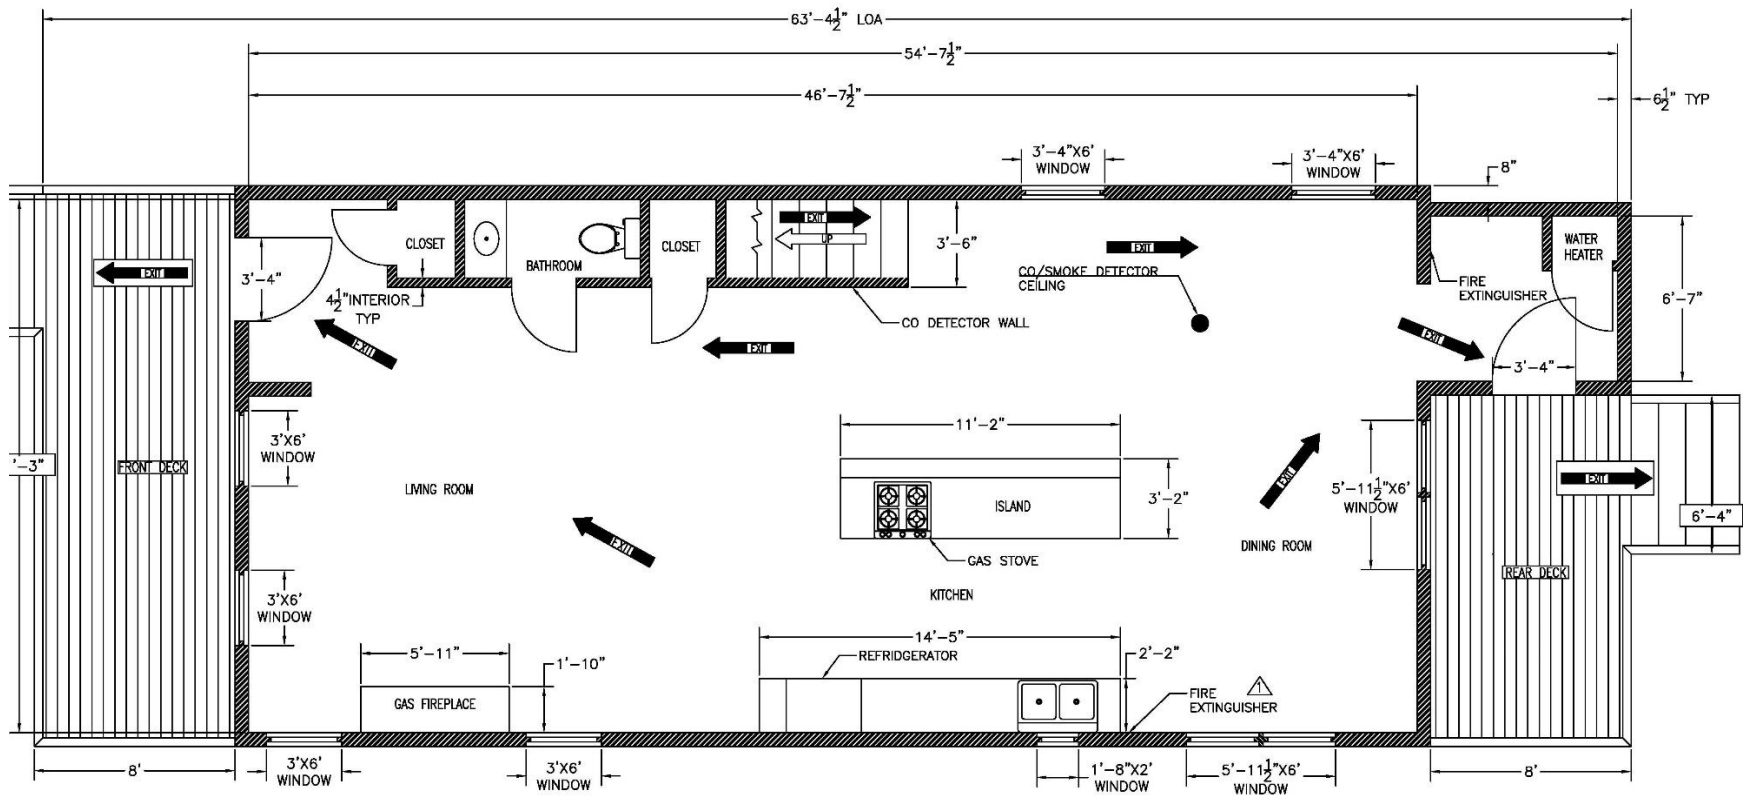 63'-4½" LOA
54'-7½"
46'-7½"
6½" TYP
3'-4"X6'
WINDOW
3'-4"X6'
WINDOW
8"
EXIT
UP
EXIT
EXIT
3'-4"
CLOSET
BATHROOM
CLOSET
3'-6"
WATER
HEATER
4½"INTERIOR
TYP
CO/SMOKE DETECTOR
CEILING
FIRE
EXTINGUISHER
6'-7"
CO DETECTOR WALL
EXIT
EXIT
EXIT
3'-4"
11'-2"
3'X6'
WINDOW
'-3"
FRONT DECK
LIVING ROOM
ISLAND
3'-2"
EXIT
5'-11½"X6'
WINDOW
EXIT
6'-4"
EXIT
GAS STOVE
DINING ROOM
REAR DECK
KITCHEN
3'X6'
WINDOW
14'-5"
REFRIDGERATOR
5'-11"
1'-10"
2'-2"
GAS FIREPLACE
FIRE
EXTINGUISHER
1
8'
3'X6'
WINDOW
3'X6'
WINDOW
1'-8"X2'
WINDOW
5'-11½"X6'
WINDOW
8'